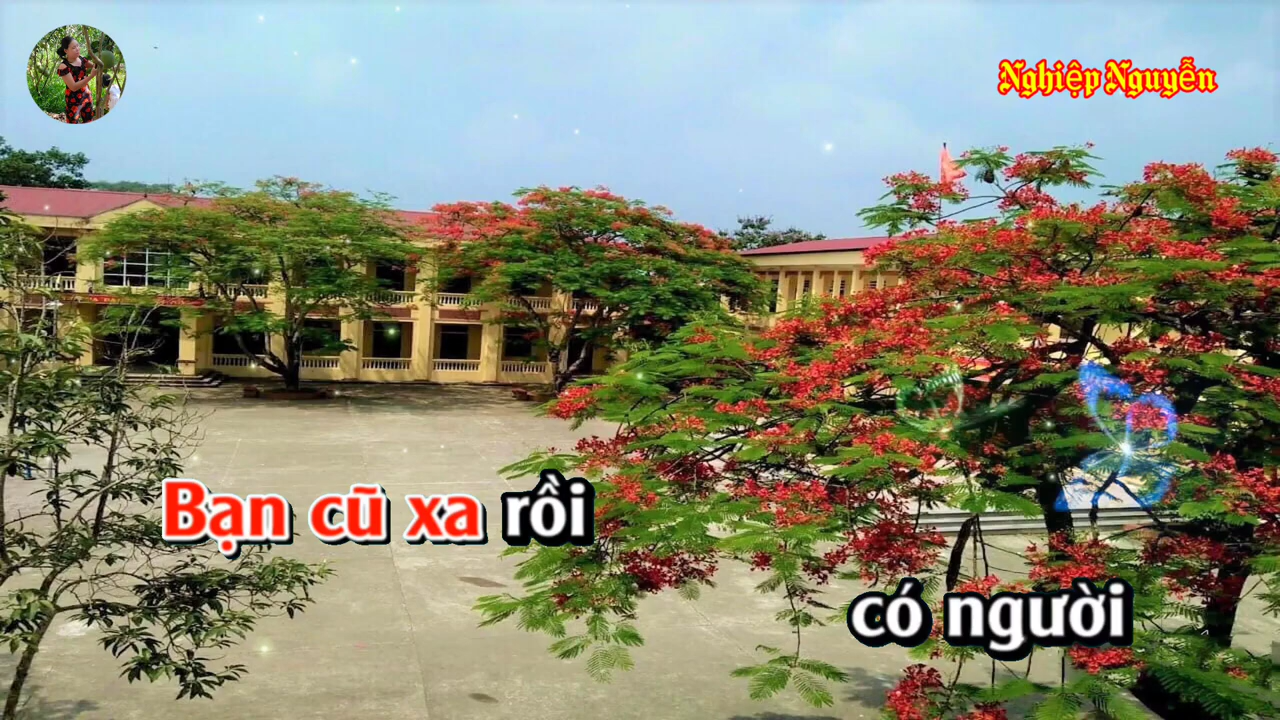 Nghiệp Nguyễn
Bạn cũ xa rồi
có người